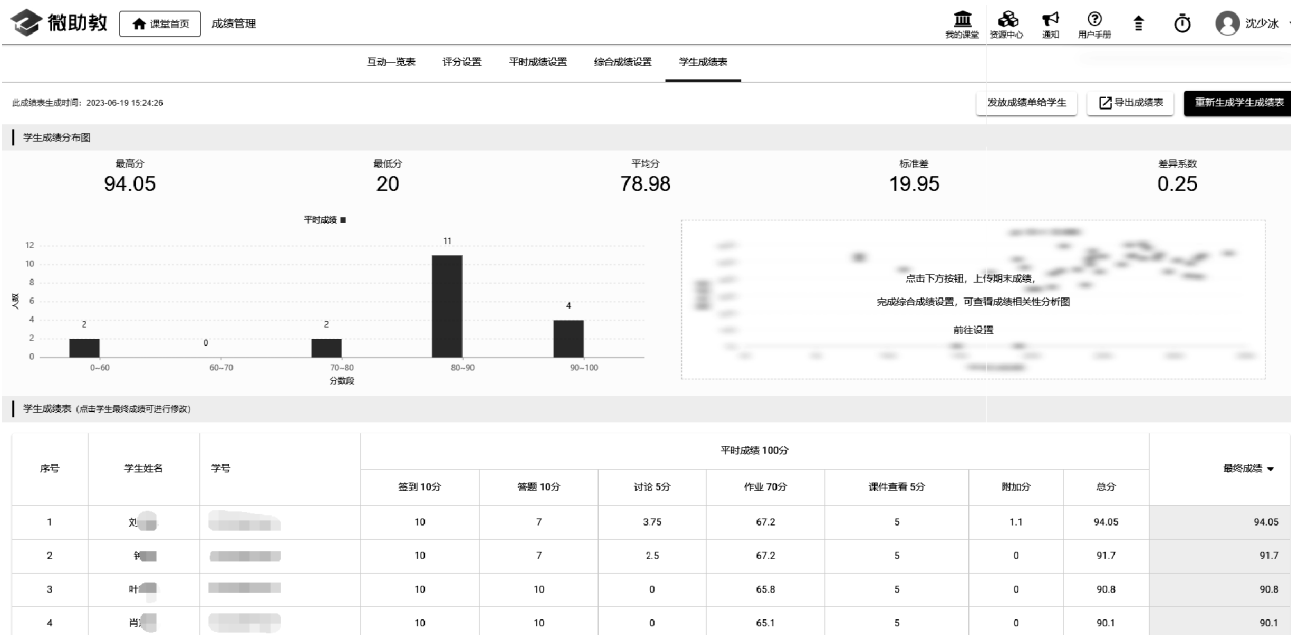 微助教 课堂首页 成绩管理 我的课堂 资源中心 通知 用户手册 沈少冰
互动一览表 评分设置 平时成绩设置 综合成绩设置 学生成绩表
此成绩表生成时间：2023-06-19 15:24:26 发放成绩单给学生 导出成绩表 重新生成学生成绩表
学生成绩分布图
最高分 最低分 平均分 标准差 差异系数
94.05 20 78.98 19.95 0.25
平时成绩
人数
12
10
8
6
4
2
0
2 0 2 11 4
0-60 60-70 70-80 80-90 90-100
分数段
点击下方按钮，上传期末成绩，
完成综合成绩设置，可查看成绩相关性分析图
前往设置
学生成绩表（点击学生最终成绩可进行修改）
序号 学生姓名 学号 平时成绩 100分 最终成绩
签到 10分 答题 10分 讨论 5分 作业 70分 课件查看 5分 附加分 总分
1 刘 10 7 3.75 67.2 5 1.1 94.05 94.05
2 10 7 2.5 67.2 5 0 91.7 91.7
3 叶 10 10 0 65.8 5 0 90.8 90.8
4 肖 10 10 0 65.1 5 0 90.1 90.1